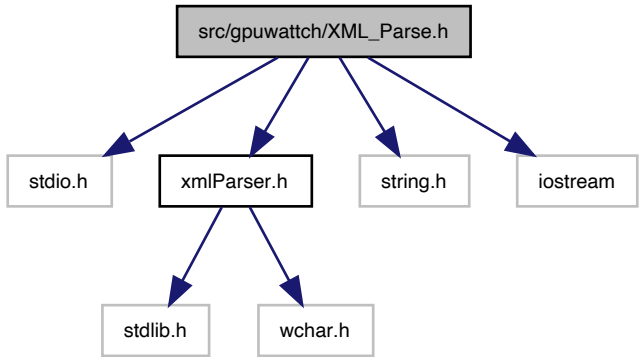 src/gpuwattch/XML_Parse.h
stdio.h
xmlParser.h
string.h
iostream
stdlib.h
wchar.h